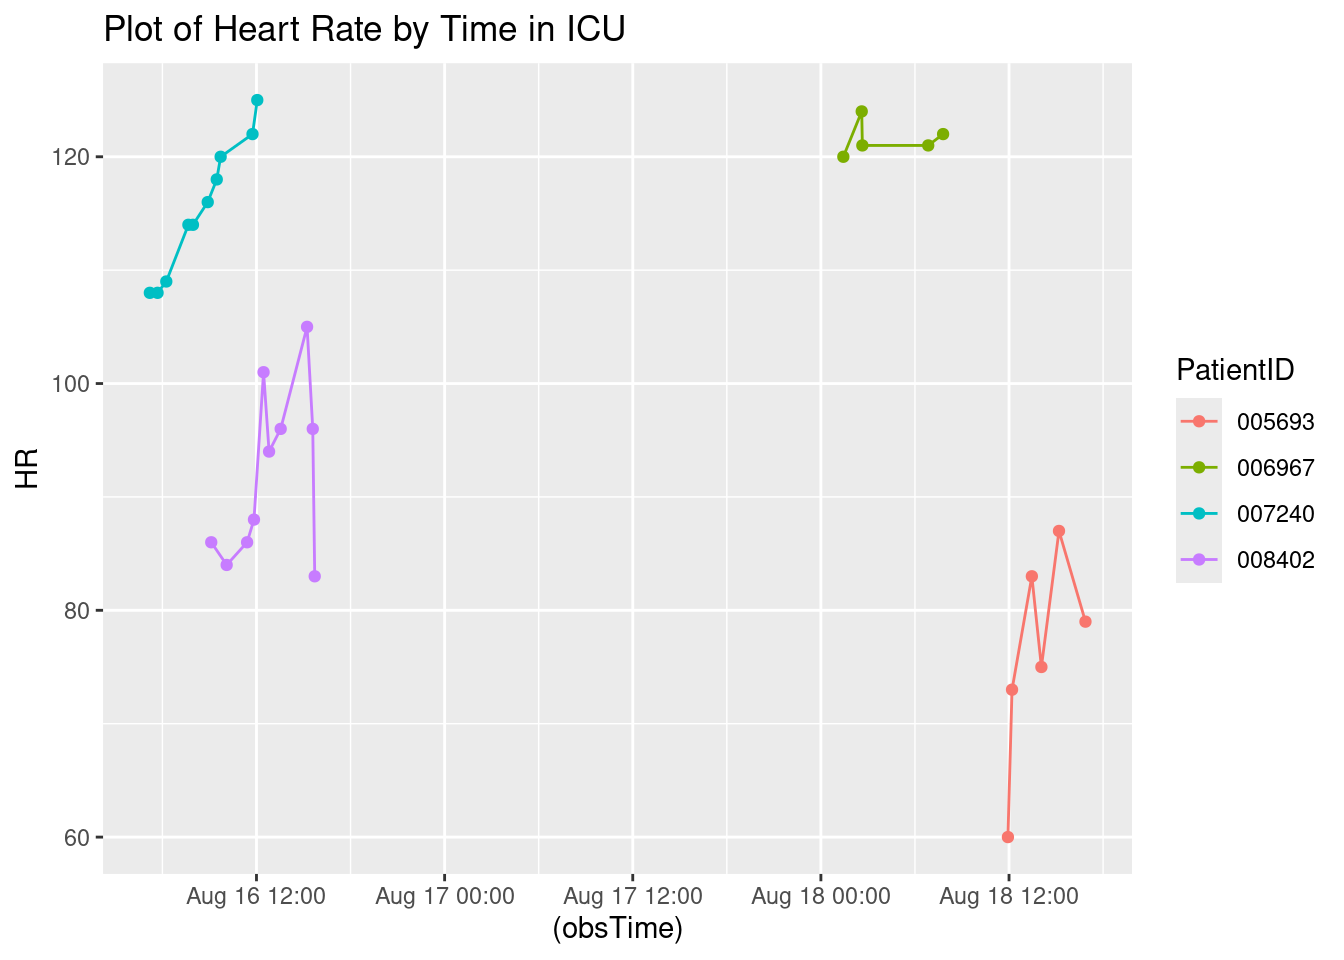 Plot of Heart Rate by Time in ICU
HR
120
100
80
60
Aug 16 12:00 Aug 17 00:00 Aug 17 12:00 Aug 18 00:00 Aug 18 12:00
(obsTime)
PatientID
005693
006967
007240
008402